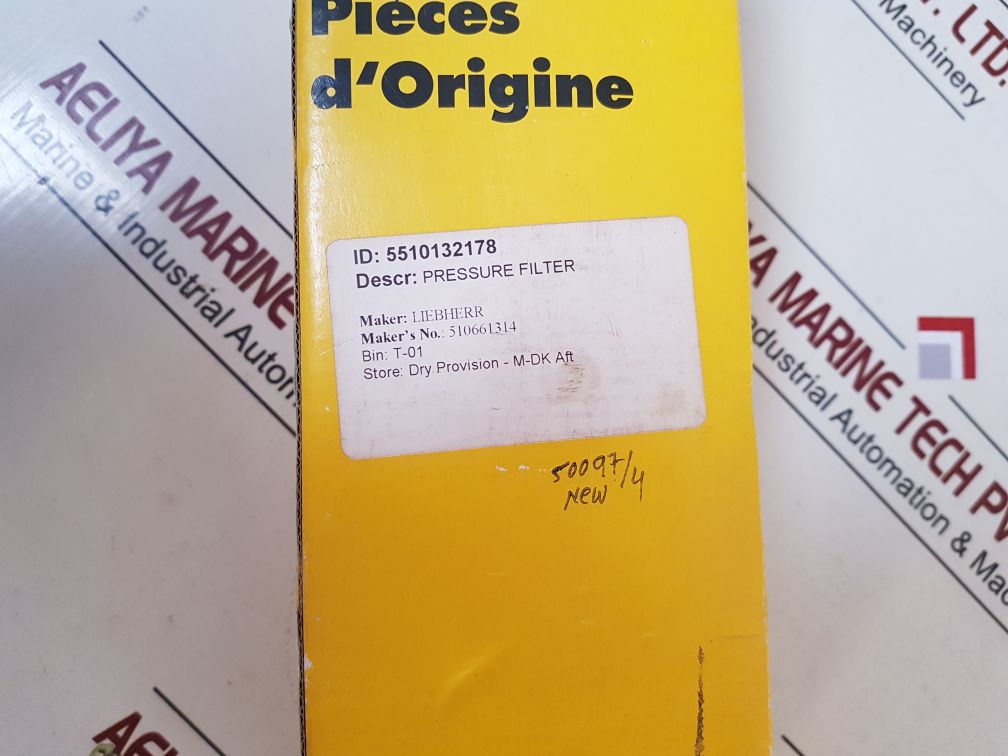 Pièces
d'Origine
ID: 5510132178
Descr: PRESSURE FILTER
Maker: LIEBHERR
Maker's No.: 510661314
Bin: T-01
Store: Dry Provision - M-DK Aft
50097/4
New
AELIYA MARINE
Marine & Industrial Autom
. LTD.
Machinery
YA MARINE TECH PV
ustrial Automation & Mac